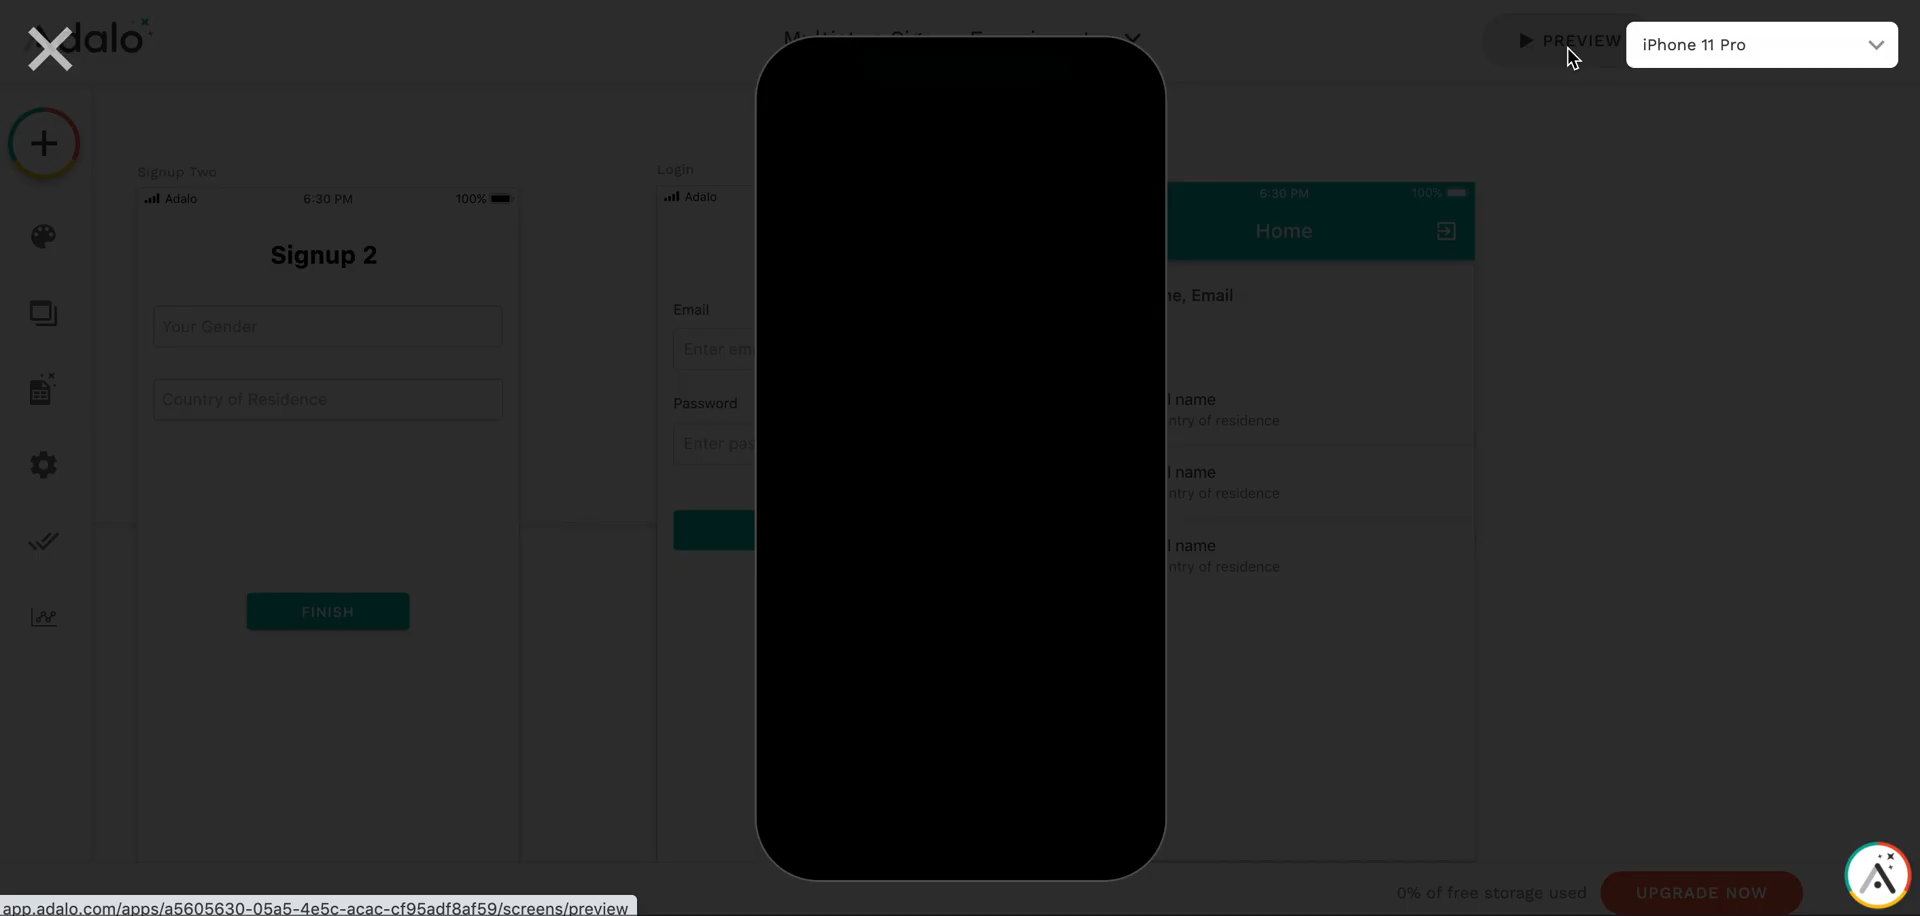 Adalo
PREVIEW
iPhone 11 Pro
Signup Two
Adalo
6:30 PM
100%
Signup 2
Your Gender
Country of Residence
FINISH
Login
Adalo
Email
Enter em
Password
Enter pas
6:30 PM
100%
Home
e, Email
l name
ntry of residence
l name
ntry of residence
l name
ntry of residence
0% of free storage used
UPGRADE NOW
app.adalo.com/apps/a5605630-05a5-4e5c-acac-cf95adf8af59/screens/preview